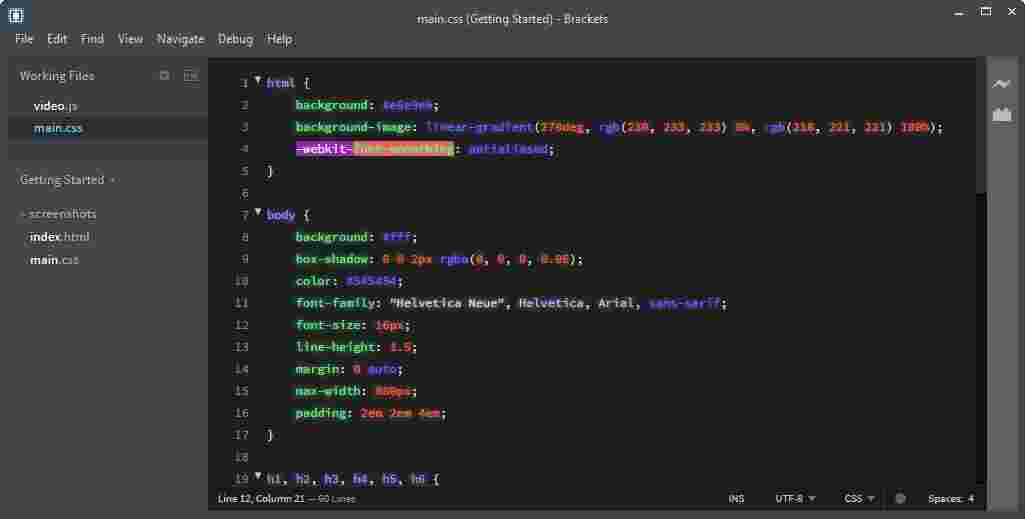 main.css (Getting Started) - Brackets
File Edit Find View Navigate Debug Help
Working Files
video.js
main.css
Getting Started
screenshots
index.html
main.css
1 html {
2 background: #e6e9e9;
3 background-image: linear-gradient(270deg, rgb(230, 233, 233) 0%, rgb(216, 221, 221) 100%);
4 -webkit-font-smoothing: antialiased;
5 }
6
7 body {
8 background: #fff;
9 box-shadow: 0 0 2px rgba(0, 0, 0, 0.06);
10 color: #545454;
11 font-family: "Helvetica Neue", Helvetica, Arial, sans-serif;
12 font-size: 16px;
13 line-height: 1.5;
14 margin: 0 auto;
15 max-width: 800px;
16 padding: 2em 2em 4em;
17 }
18
19 h1, h2, h3, h4, h5, h6 {
Line 12, Column 21 — 60 Lines INS UTF-8 CSS Spaces: 4